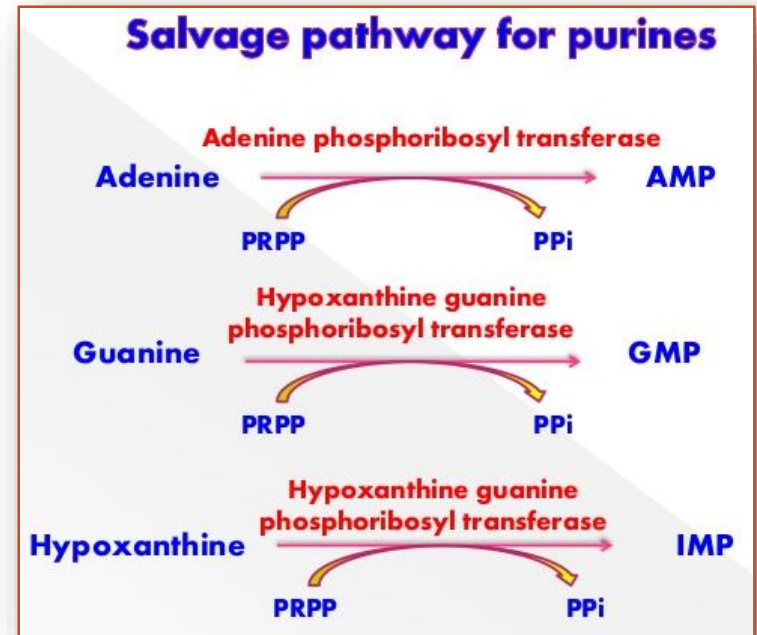 Salvage pathway for purines
Adenine phosphoribosyl transferase
Adenine AMP
PRPP PPi
Hypoxanthine guanine
phosphoribosyl transferase
Guanine GMP
PRPP PPi
Hypoxanthine guanine
phosphoribosyl transferase
Hypoxanthine IMP
PRPP PPi